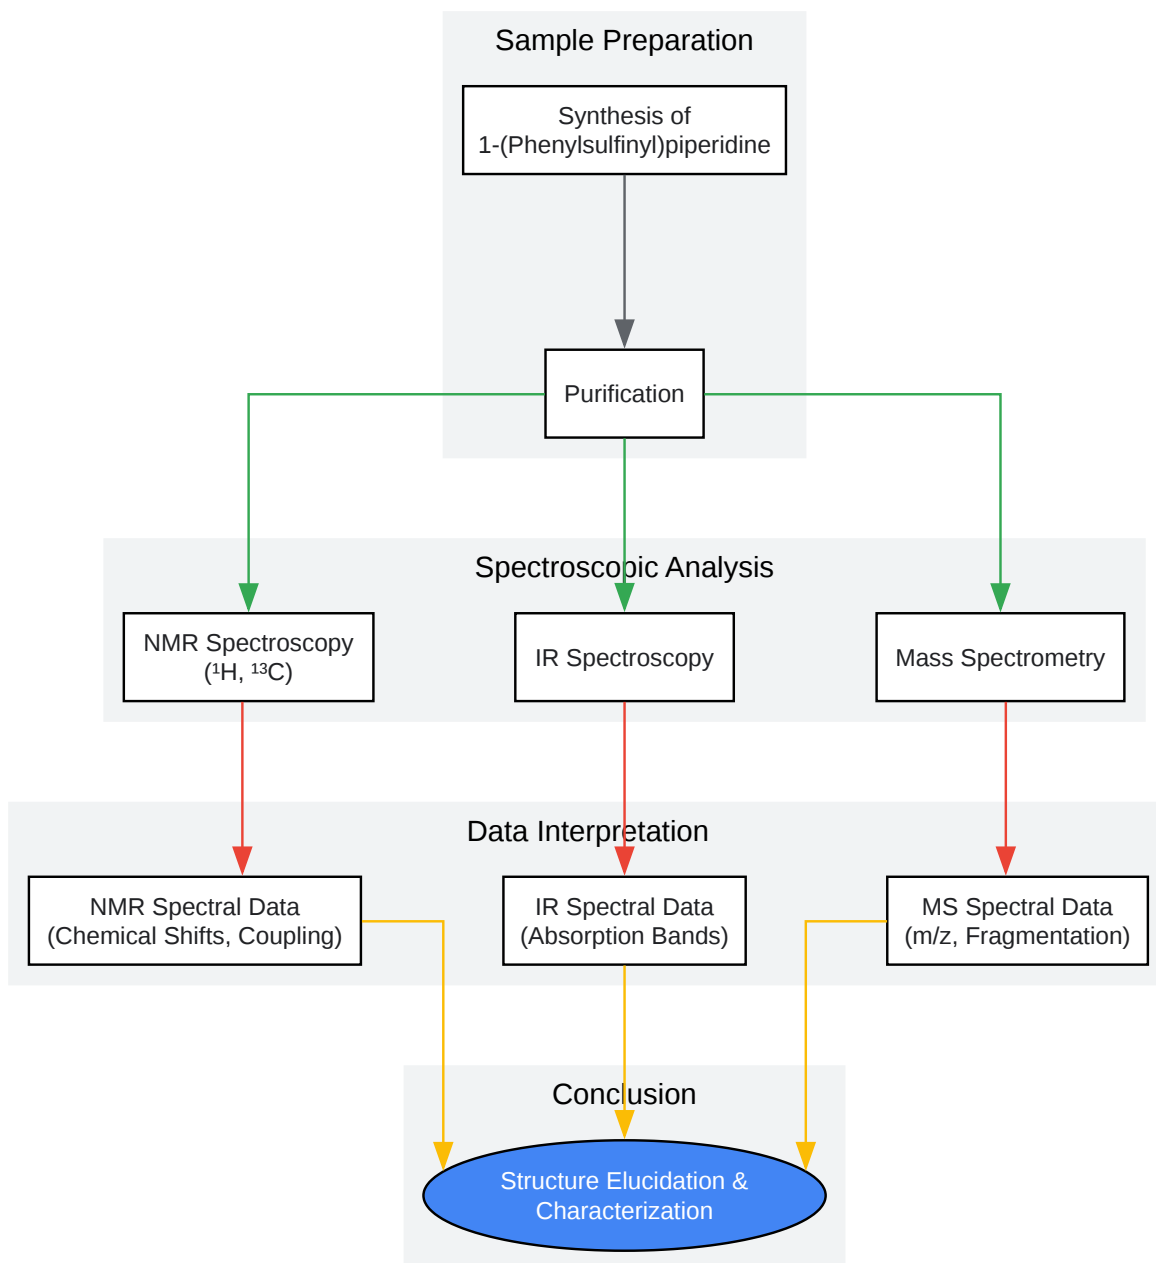 Sample Preparation
Synthesis of
1-(Phenylsulfinyl)piperidine
Purification
Spectroscopic Analysis
NMR Spectroscopy
(¹H, ¹³C)
IR Spectroscopy
Mass Spectrometry
Data Interpretation
NMR Spectral Data
(Chemical Shifts, Coupling)
IR Spectral Data
(Absorption Bands)
MS Spectral Data
(m/z, Fragmentation)
Conclusion
Structure Elucidation &
Characterization